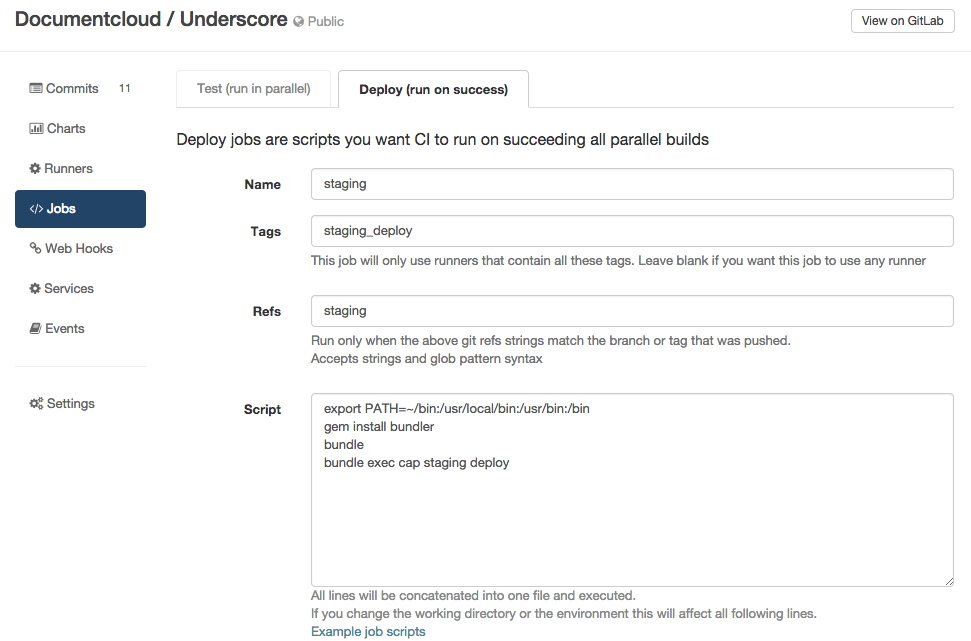 Documentcloud / Underscore Public
View on GitLab
Commits 11
Charts
Runners
</> Jobs
Web Hooks
Services
Events
Settings
Test (run in parallel)
Deploy (run on success)
Deploy jobs are scripts you want CI to run on succeeding all parallel builds
Name
staging
Tags
staging_deploy
This job will only use runners that contain all these tags. Leave blank if you want this job to use any runner
Refs
staging
Run only when the above git refs strings match the branch or tag that was pushed.
Accepts strings and glob pattern syntax
Script
export PATH=~/bin:/usr/local/bin:/usr/bin:/bin
gem install bundler
bundle
bundle exec cap staging deploy
All lines will be concatenated into one file and executed.
If you change the working directory or the environment this will affect all following lines.
Example job scripts